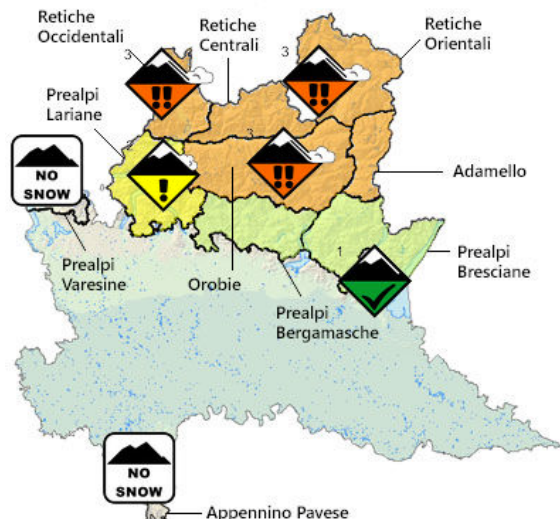 Retiche
Occidentali
3
Retiche
Centrali
3
Retiche
Orientali
Prealpi
Lariane
!!
!!
3
NO
SNOW
!
!!
Adamello
Prealpi
Varesine
Orobie
1
Prealpi
Bresciane
Prealpi
Bergamasche
NO
SNOW
Appennino Pavese